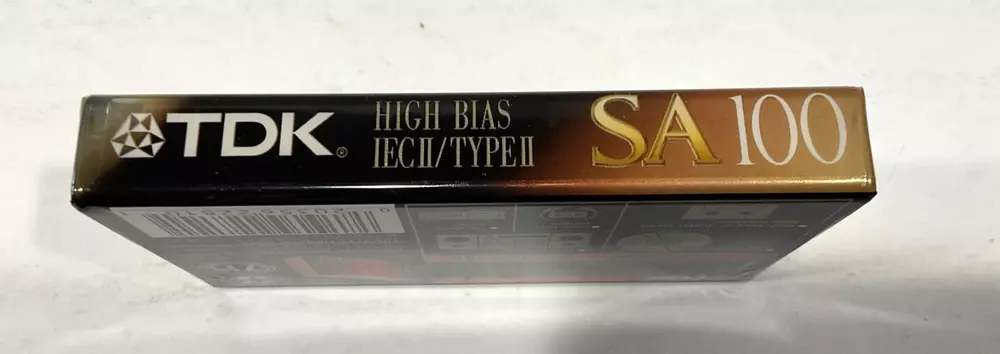 TDK®
HIGH BIAS
IECII/TYPEII
SA 100